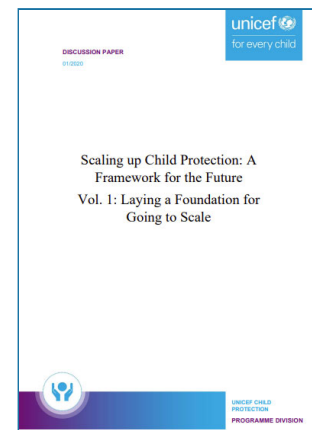 unicef
for every child
DISCUSSION PAPER
01/2020
Scaling up Child Protection: A
Framework for the Future
Vol. 1: Laying a Foundation for
Going to Scale
UNICEF CHILD
PROTECTION
PROGRAMME DIVISION